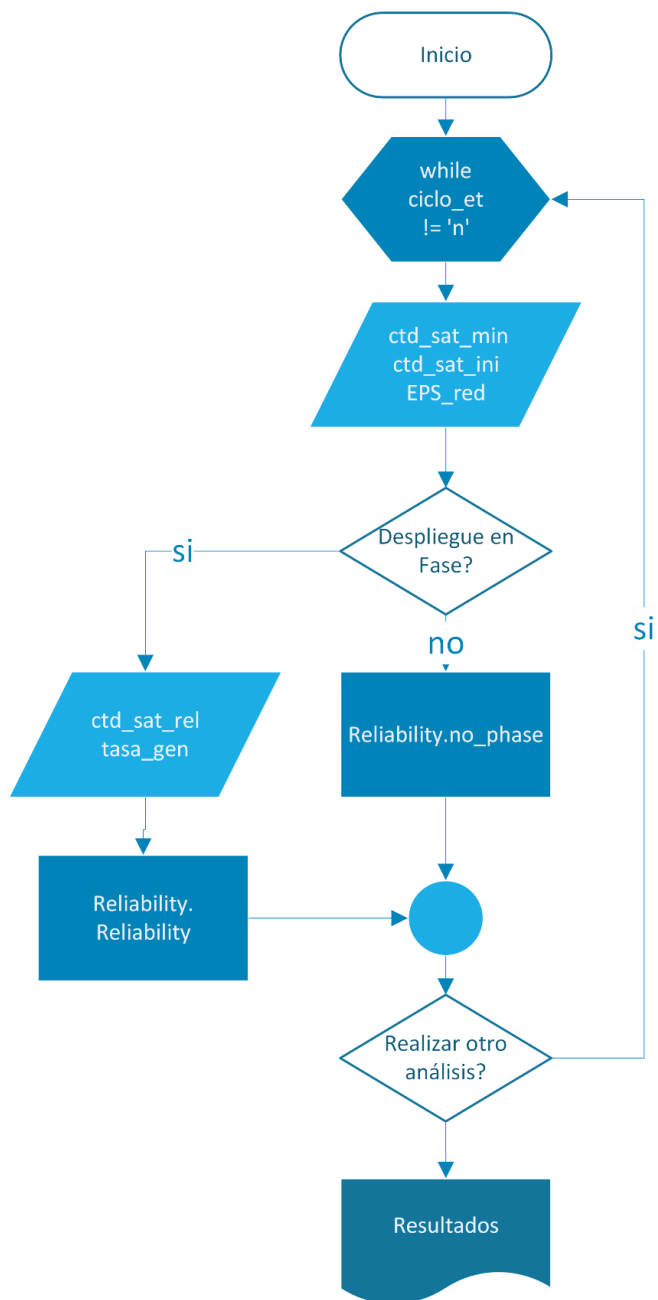 Inicio
while
ciclo_et
!= 'n'
ctd_sat_min
ctd_sat_ini
EPS_red
Despliegue en
Fase?
si
no
si
ctd_sat_rel
tasa_gen
Reliability.no_phase
Reliability.
Reliability
Realizar otro
análisis?
Resultados